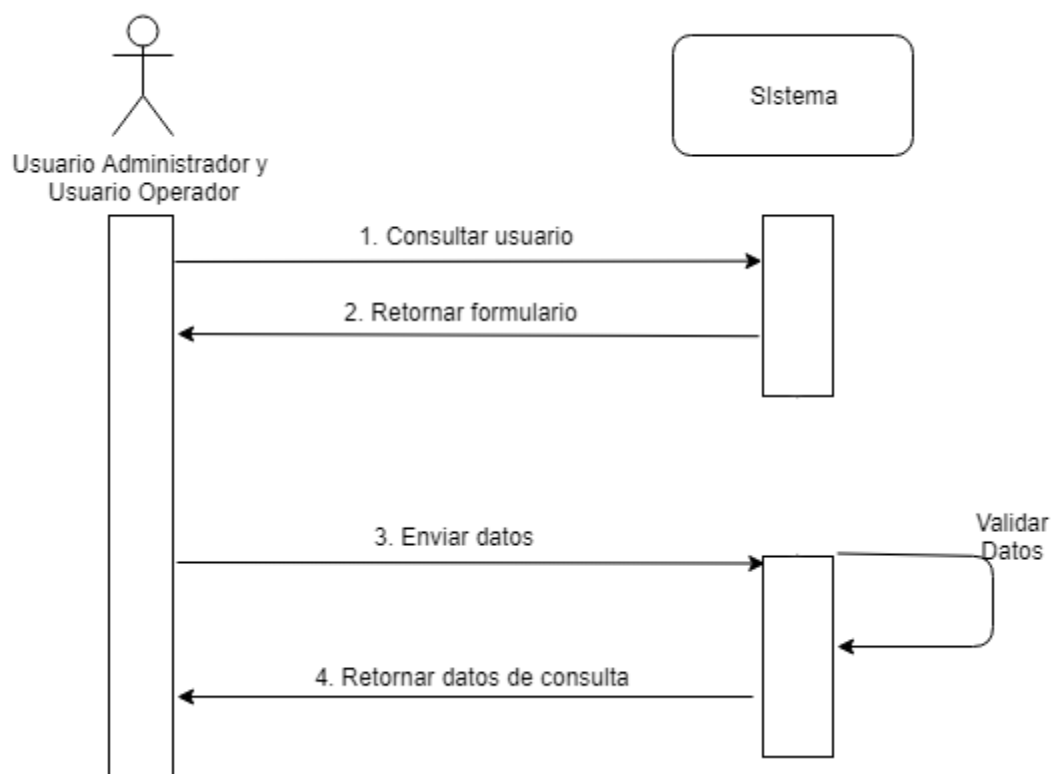 SIstema
Usuario Administrador y
Usuario Operador
1. Consultar usuario
2. Retornar formulario
3. Enviar datos
Validar
Datos
4. Retornar datos de consulta